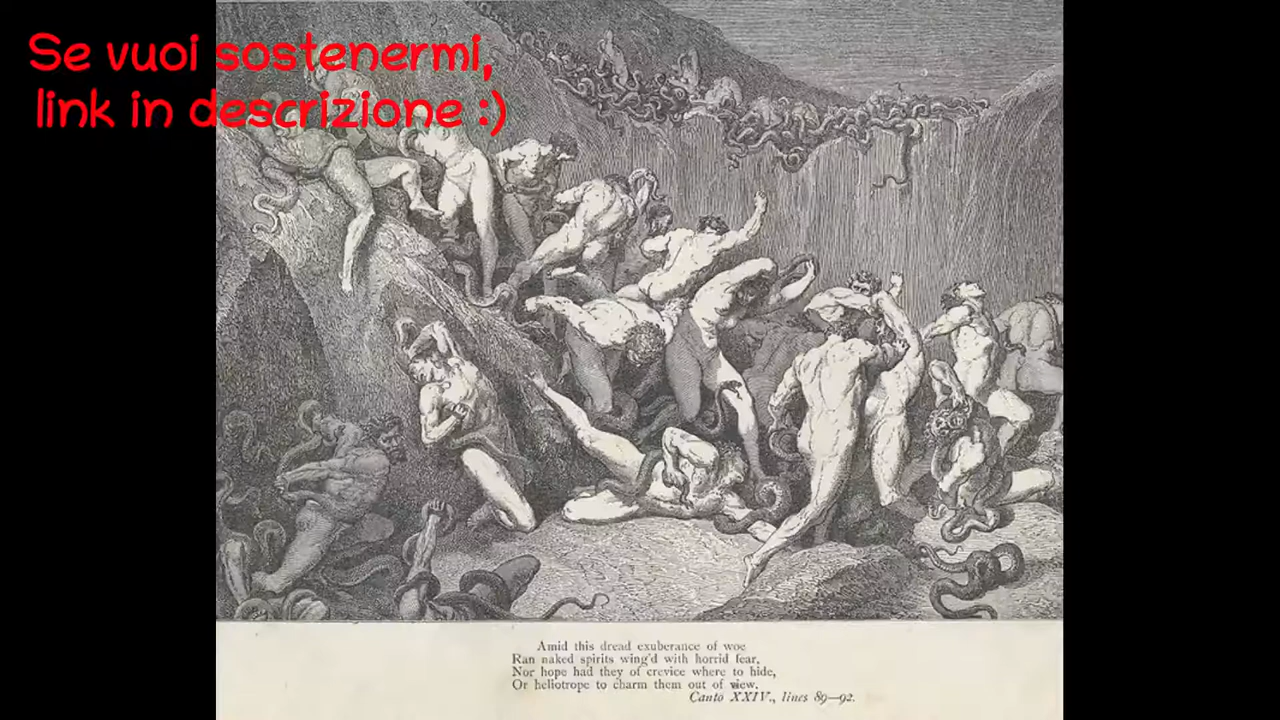 Se vuoi sostenermi,
link in descrizione :)
Amid this dread exuberance of woe
Ran naked spirits wing'd with horrid fear,
Nor hope had they of crevice where to hide,
Or heliotrope to charm them out of view.
Canto XXIV., lines 89—92.